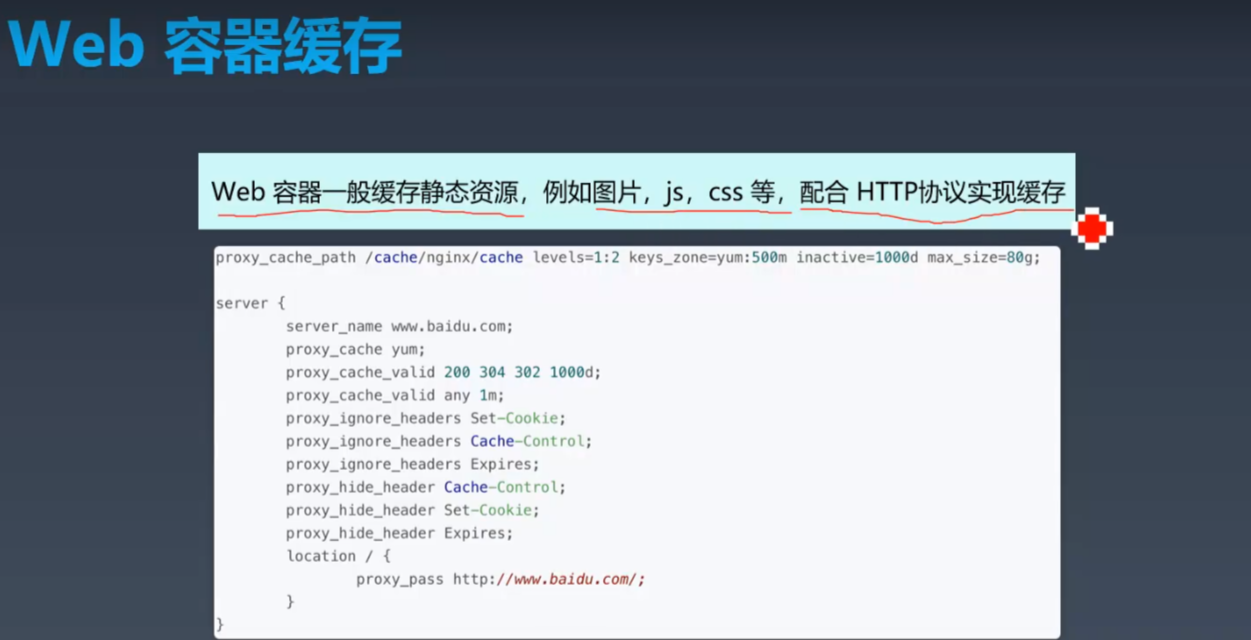 Web 容器缓存
Web 容器一般缓存静态资源，例如图片，js，css 等，配合 HTTP协议实现缓存
proxy_cache_path /cache/nginx/cache levels=1:2 keys_zone=yum:500m inactive=1000d max_size=80g;
server {
server_name www.baidu.com;
proxy_cache yum;
proxy_cache_valid 200 304 302 1000d;
proxy_cache_valid any 1m;
proxy_ignore_headers Set-Cookie;
proxy_ignore_headers Cache-Control;
proxy_ignore_headers Expires;
proxy_hide_header Cache-Control;
proxy_hide_header Set-Cookie;
proxy_hide_header Expires;
location / {
proxy_pass http://www.baidu.com/;
}
}